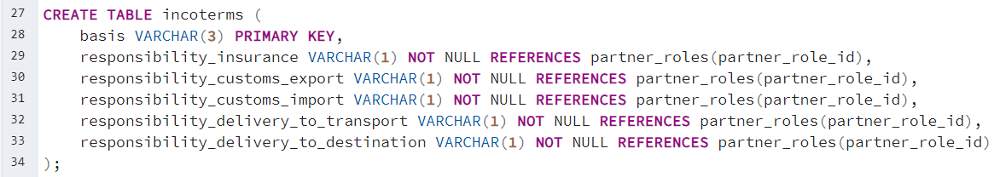 27 CREATE TABLE incoterms (
28     basis VARCHAR(3) PRIMARY KEY,
29     responsibility_insurance VARCHAR(1) NOT NULL REFERENCES partner_roles(partner_role_id),
30     responsibility_customs_export VARCHAR(1) NOT NULL REFERENCES partner_roles(partner_role_id),
31     responsibility_customs_import VARCHAR(1) NOT NULL REFERENCES partner_roles(partner_role_id),
32     responsibility_delivery_to_transport VARCHAR(1) NOT NULL REFERENCES partner_roles(partner_role_id),
33     responsibility_delivery_to_destination VARCHAR(1) NOT NULL REFERENCES partner_roles(partner_role_id)
34 );